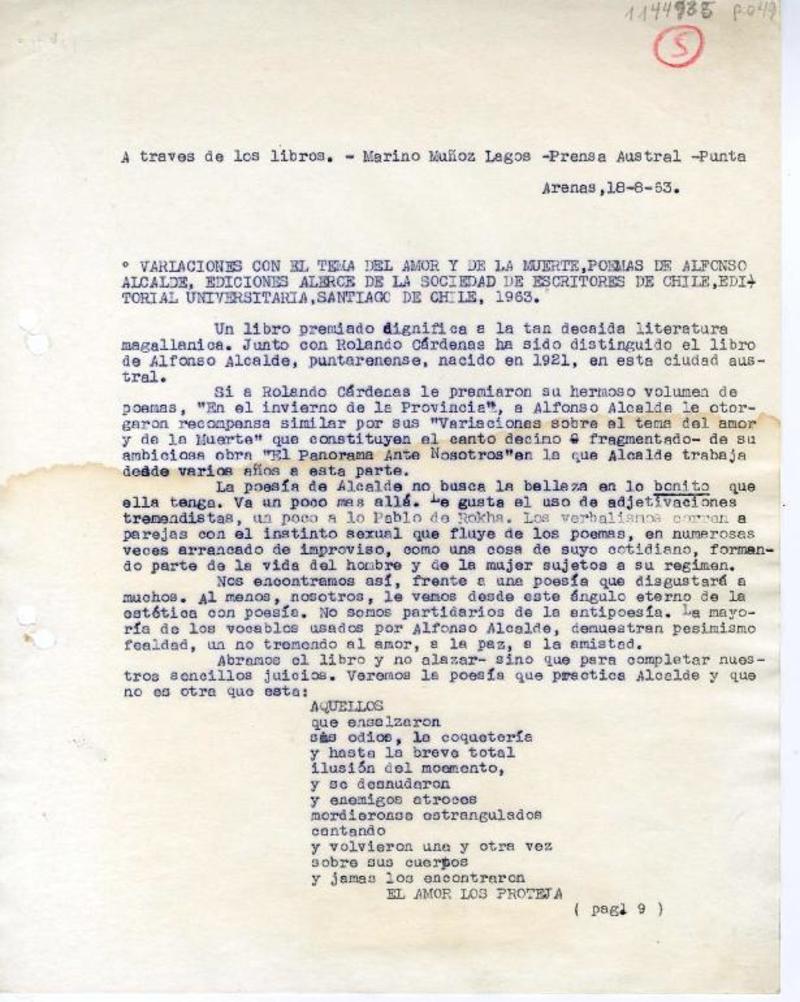 1144935 p.049
5
A traves de los libros. - Marino Muñoz Lagos -Prensa Austral -Punta
Arenas,18-8-63.
° VARIACIONES CON EL TEMA DEL AMOR Y DE LA MUERTE,POEMAS DE ALFONSO
ALCALDE, EDICIONES ALERCE DE LA SOCIEDAD DE ESCRITORES DE CHILE,EDI-
TORIAL UNIVERSITARIA,SANTIAGO DE CHILE, 1963.
Un libro premiado dignifica a la tan decaida literatura
magallanica. Junto con Rolando Cárdenas ha sido distinguido el libro
de Alfonso Alcalde, puntarenense, nacido en 1921, en esta ciudad aus-
tral.
Si a Rolando Cárdenas le premiaron su hermoso volumen de
poemas, "En el invierno de la Provincia", a Alfonso Alcalde le otor-
garon recompensa similar por sus "Variaciones sobre el tema del amor
y de la Muerte" que constituyen el canto decino fragmentado- de su
ambiciosa obra "El Panorama Ante Nosotros"en la que Alcalde trabaja
desde varios años a esta parte.
La poesía de Alcalde no busca la belleza en lo bonito que
ella tenga. Va un poco mas allá. Le gusta el uso de adjetivaciones
tremendistas, un poco a lo Pablo de Rokha. Los verbalismos corren a
parejas con el instinto sexual que fluye de los poemas, en numerosas
veces arrancado de improviso, como una cosa de suyo cotidiano, forman-
do parte de la vida del hombre y de la mujer sujetos a su regimen.
Nos encontramos así, frente a una poesía que disgustará a
muchos. Al menos, nosotros, le vemos desde este ángulo eterno de la
estética con poesía. No somos partidarios de la antipoesía. La mayo-
ría de los vocablos usados por Alfonso Alcalde, demuestran pesimismo
fealdad, un no tremendo al amor, a la paz, a la amistad.
Abramos el libro y no alazar- sino que para completar nues-
tros sencillos juicios. Veremos la poesía que practica Alcalde y que
no es otra que esta:
AQUELLOS
que ensalzaron
sus odios, la coquetería
y hasta la breve total
ilusión del moemento,
y se desnudaron
y enemigos atroces
mordieronse estrangulados
cantando
y volvieron una y otra vez
sobre sus cuerpos
y jamas los encontraron
EL AMOR LOS PROTEJA
( pag1 9 )